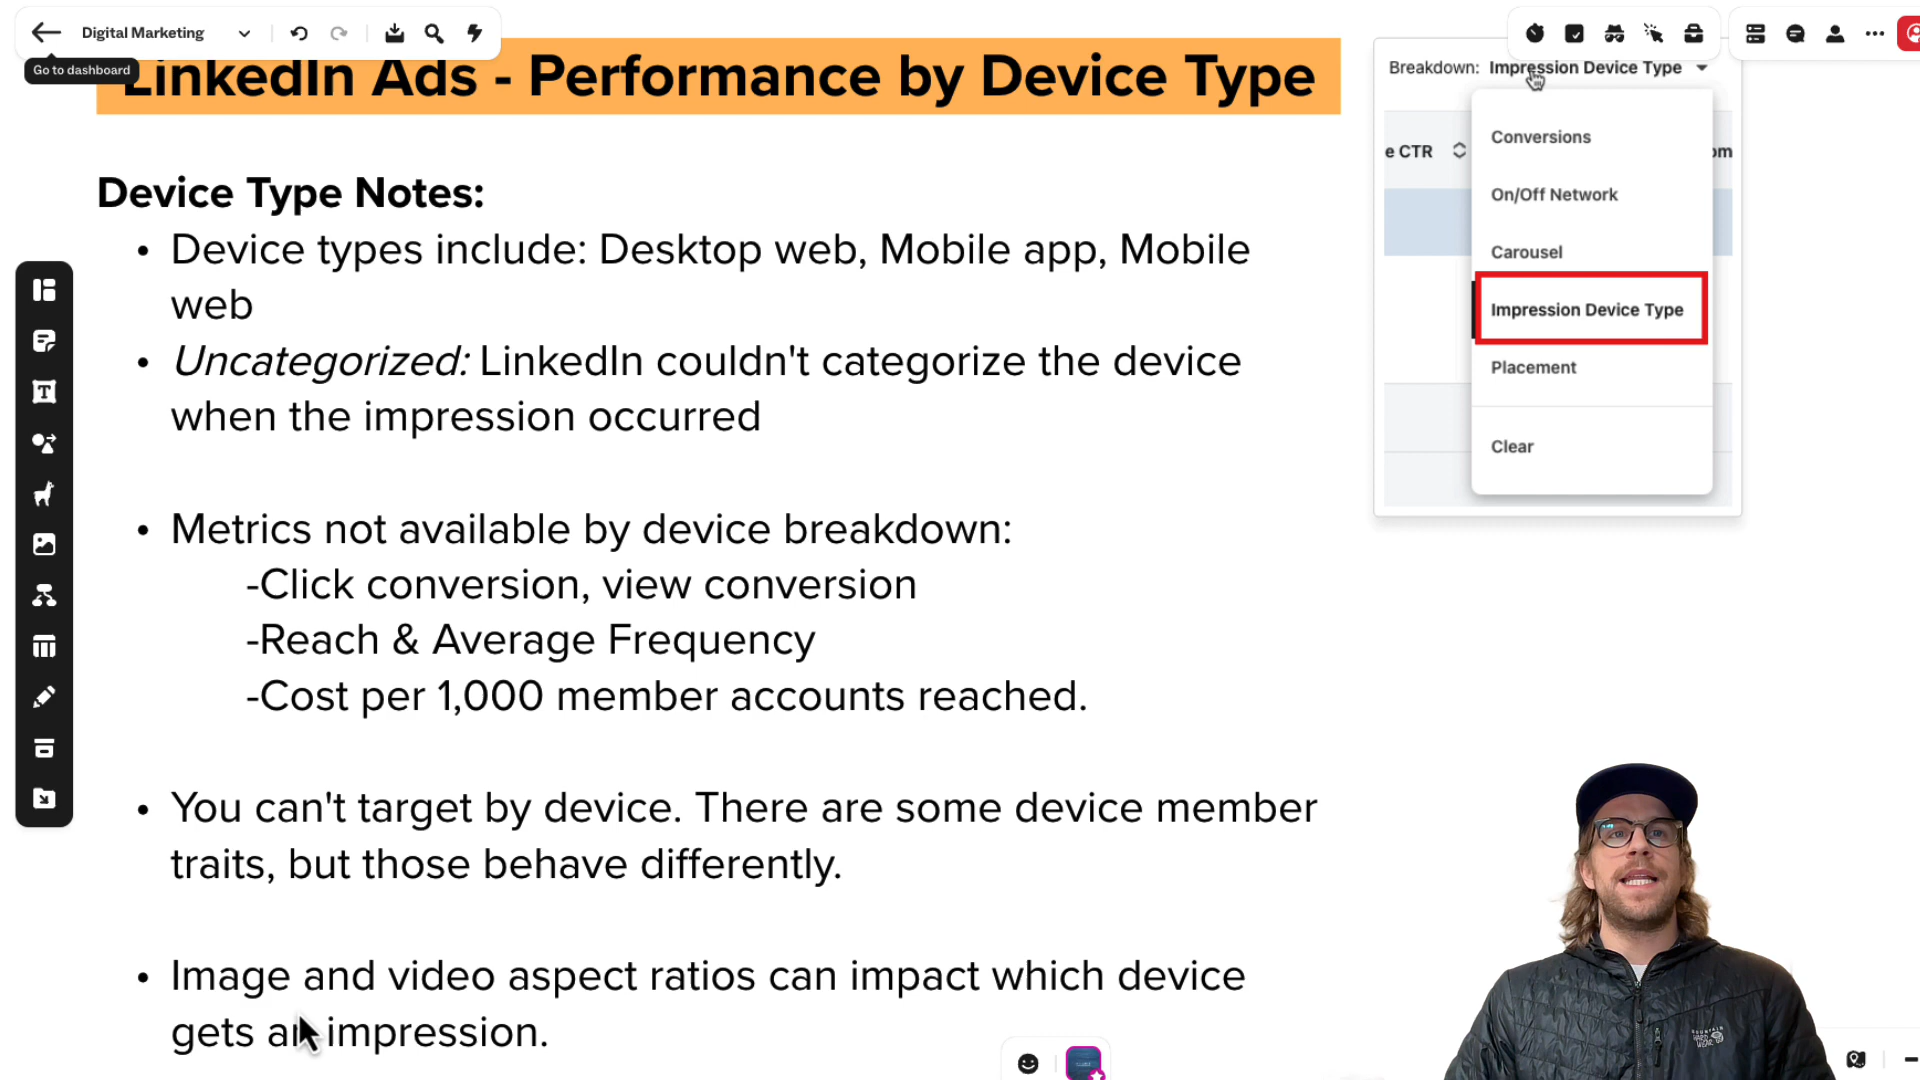 Digital Marketing
Go to dashboard
LinkedIn Ads - Performance by Device Type
Device Type Notes:
• Device types include: Desktop web, Mobile app, Mobile
web
• Uncategorized: LinkedIn couldn't categorize the device
when the impression occurred
• Metrics not available by device breakdown:
-Click conversion, view conversion
-Reach & Average Frequency
-Cost per 1,000 member accounts reached.
• You can't target by device. There are some device member
traits, but those behave differently.
• Image and video aspect ratios can impact which device
gets an impression.
Breakdown: Impression Device Type
e CTR
om
Conversions
On/Off Network
Carousel
Impression Device Type
Placement
Clear